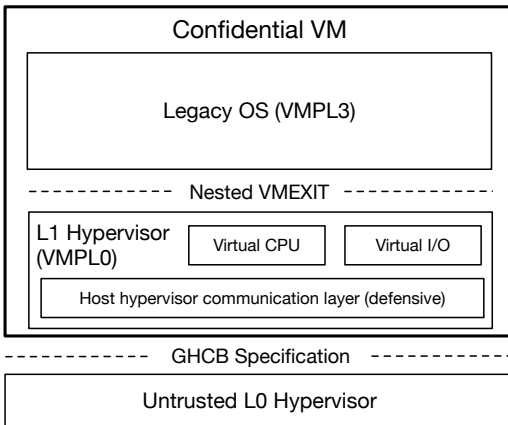 Confidential VM
Legacy OS (VMPL3)
Nested VMEXIT
L1 Hypervisor
(VMPL0)
Virtual CPU
Virtual I/O
Host hypervisor communication layer (defensive)
GHCB Specification
Untrusted L0 Hypervisor